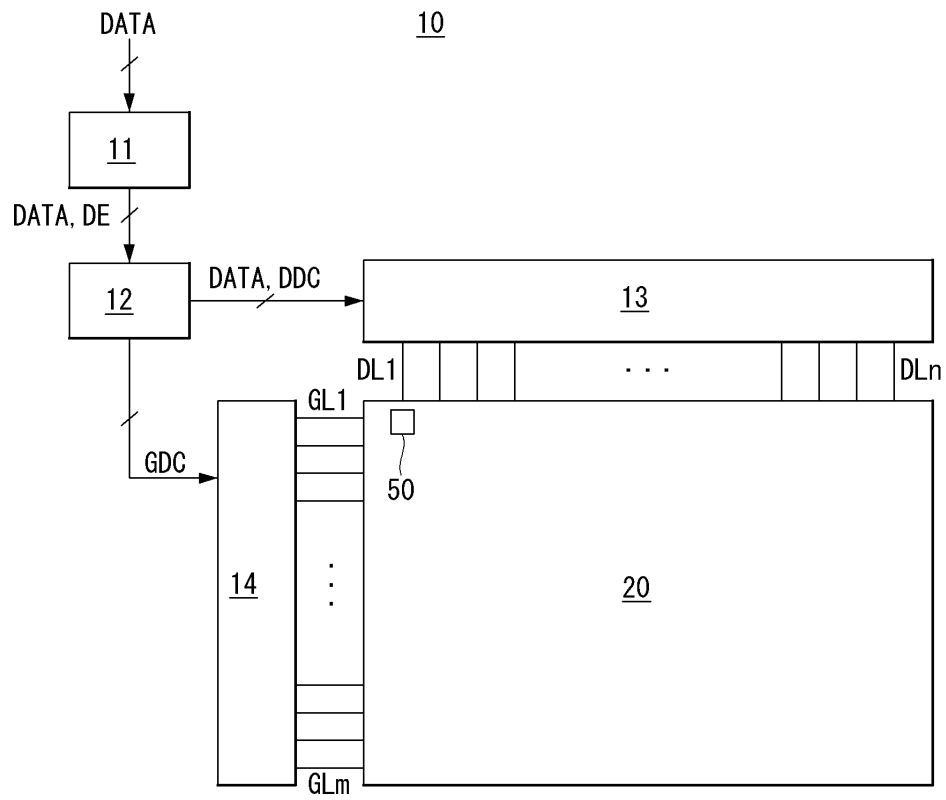 DATA
10
11
DATA, DE
12
DATA, DDC
13
DL1
· · ·
DLn
GL1
GDC
50
14
20
GLm